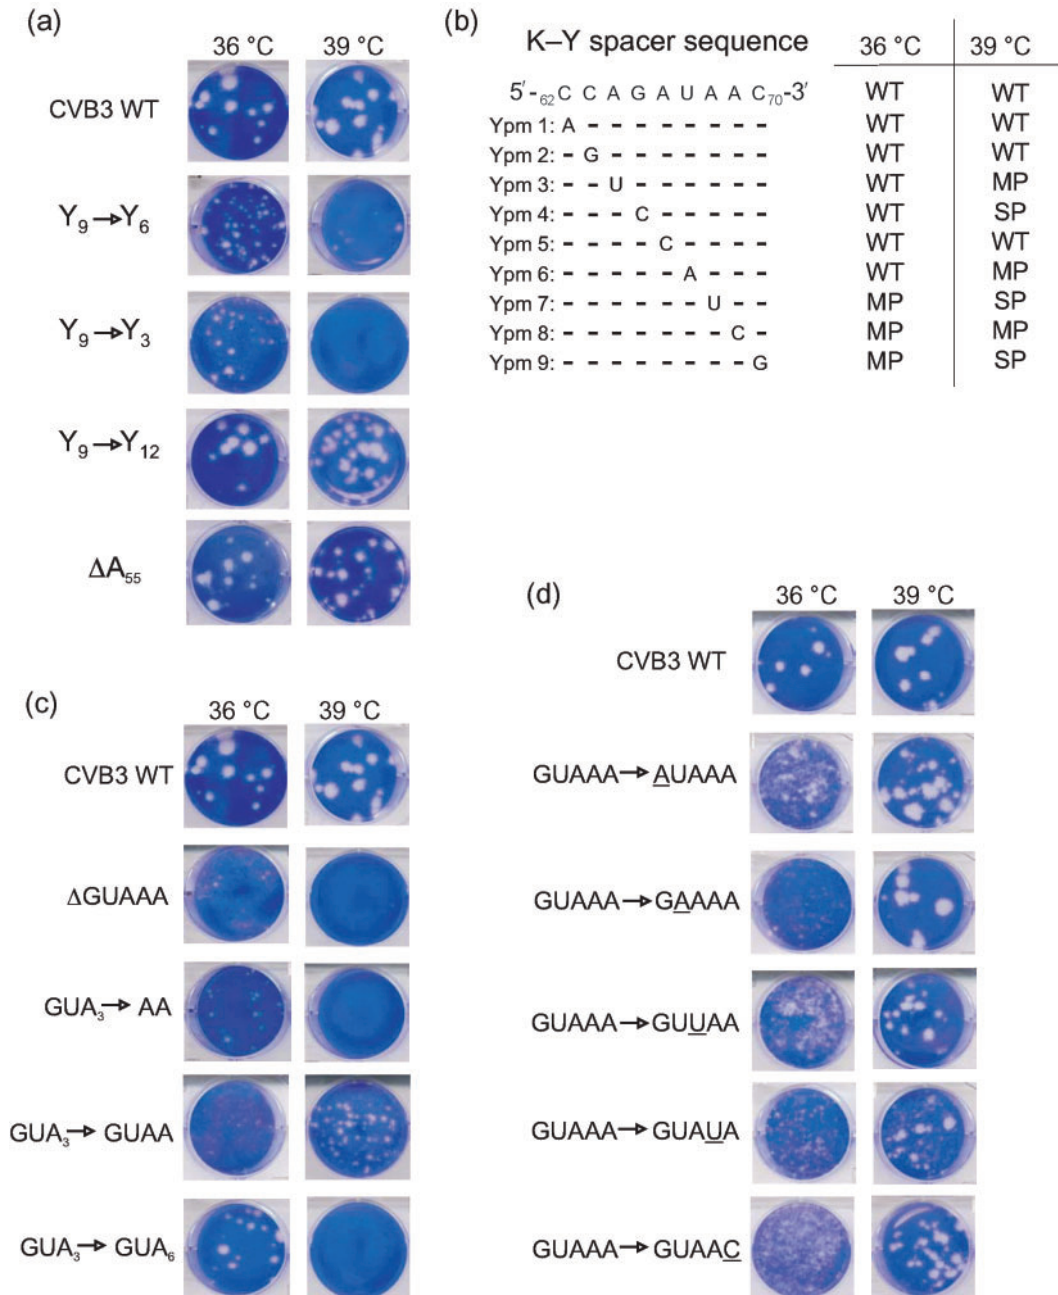 (a)
36 °C 39 °C
CVB3 WT
Y9→Y6
Y9→Y3
Y9→Y12
ΔA55
(b)
K–Y spacer sequence 36 °C 39 °C
5′-62C C A G A U A A C70-3′ WT WT
Ypm 1: A - - - - - - - - WT WT
Ypm 2: - G - - - - - - - WT WT
Ypm 3: - - U - - - - - - WT MP
Ypm 4: - - - C - - - - - WT SP
Ypm 5: - - - - C - - - - WT WT
Ypm 6: - - - - - A - - - WT MP
Ypm 7: - - - - - - U - - MP SP
Ypm 8: - - - - - - - C - MP MP
Ypm 9: - - - - - - - - G MP SP
(c)
36 °C 39 °C
CVB3 WT
ΔGUAAA
GUA3→ AA
GUA3→ GUAA
GUA3→ GUA6
(d)
36 °C 39 °C
CVB3 WT
GUAAA→AUAAA
GUAAA→GAAAA
GUAAA→GUUAA
GUAAA→GUAUA
GUAAA→GUAAC